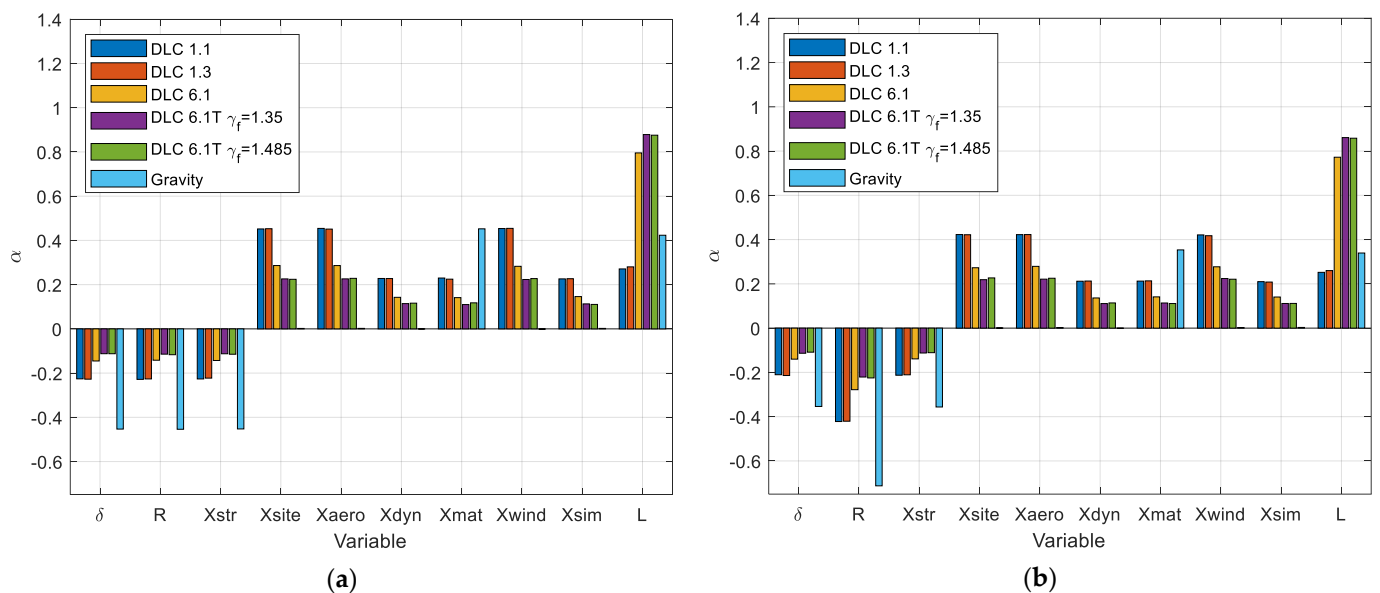 1.4
1.2
1
0.8
0.6
0.4
0.2
0
-0.2
-0.4
-0.6
α
DLC 1.1
DLC 1.3
DLC 6.1
DLC 6.1T γf=1.35
DLC 6.1T γf=1.485
Gravity
δ R Xstr Xsite Xaero Xdyn Xmat Xwind Xsim L
Variable
(a)
1.4
1.2
1
0.8
0.6
0.4
0.2
0
-0.2
-0.4
-0.6
α
DLC 1.1
DLC 1.3
DLC 6.1
DLC 6.1T γf=1.35
DLC 6.1T γf=1.485
Gravity
δ R Xstr Xsite Xaero Xdyn Xmat Xwind Xsim L
Variable
(b)